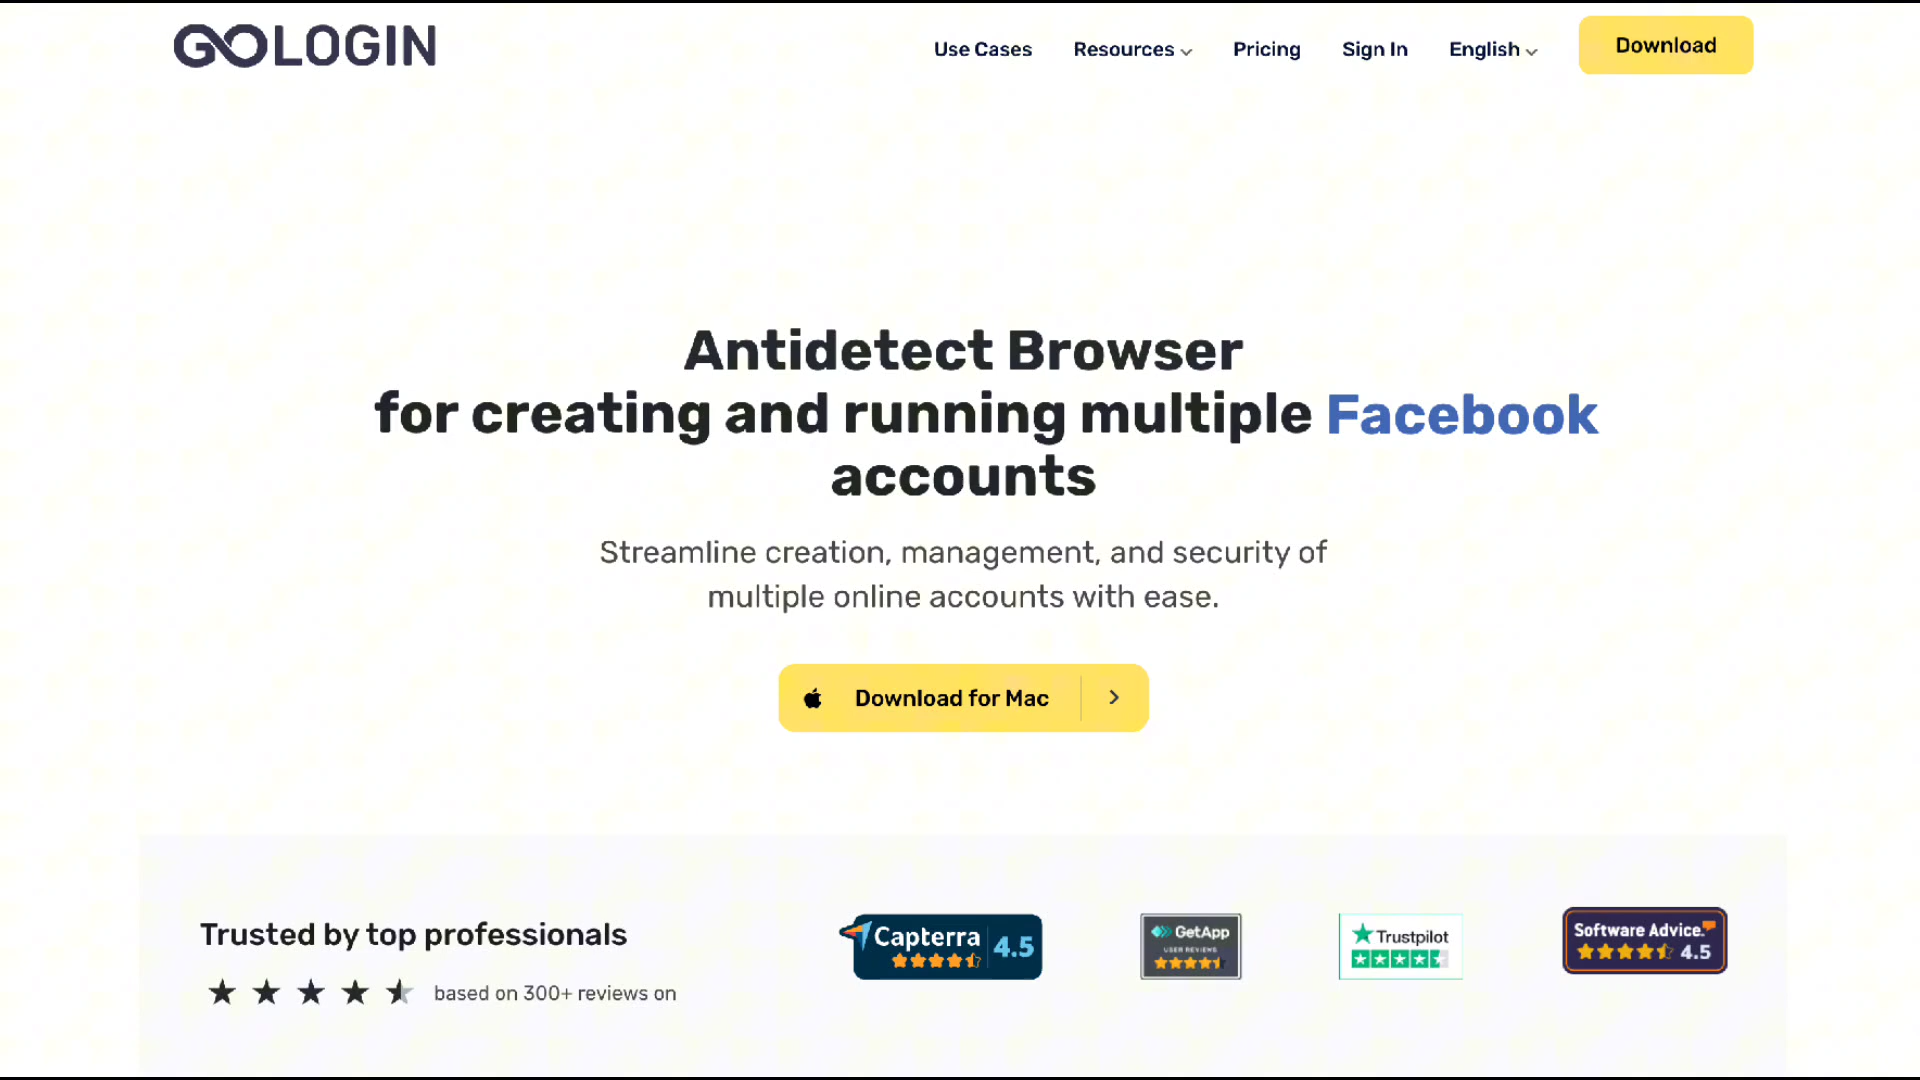 GOLOGIN
Use Cases
Resources
Pricing
Sign In
English
Download
Antidetect Browser
for creating and running multiple Facebook
accounts
Streamline creation, management, and security of
multiple online accounts with ease.
Download for Mac
Trusted by top professionals
based on 300+ reviews on
Capterra
4.5
GetApp
USER REVIEWS
Trustpilot
Software Advice.
4.5